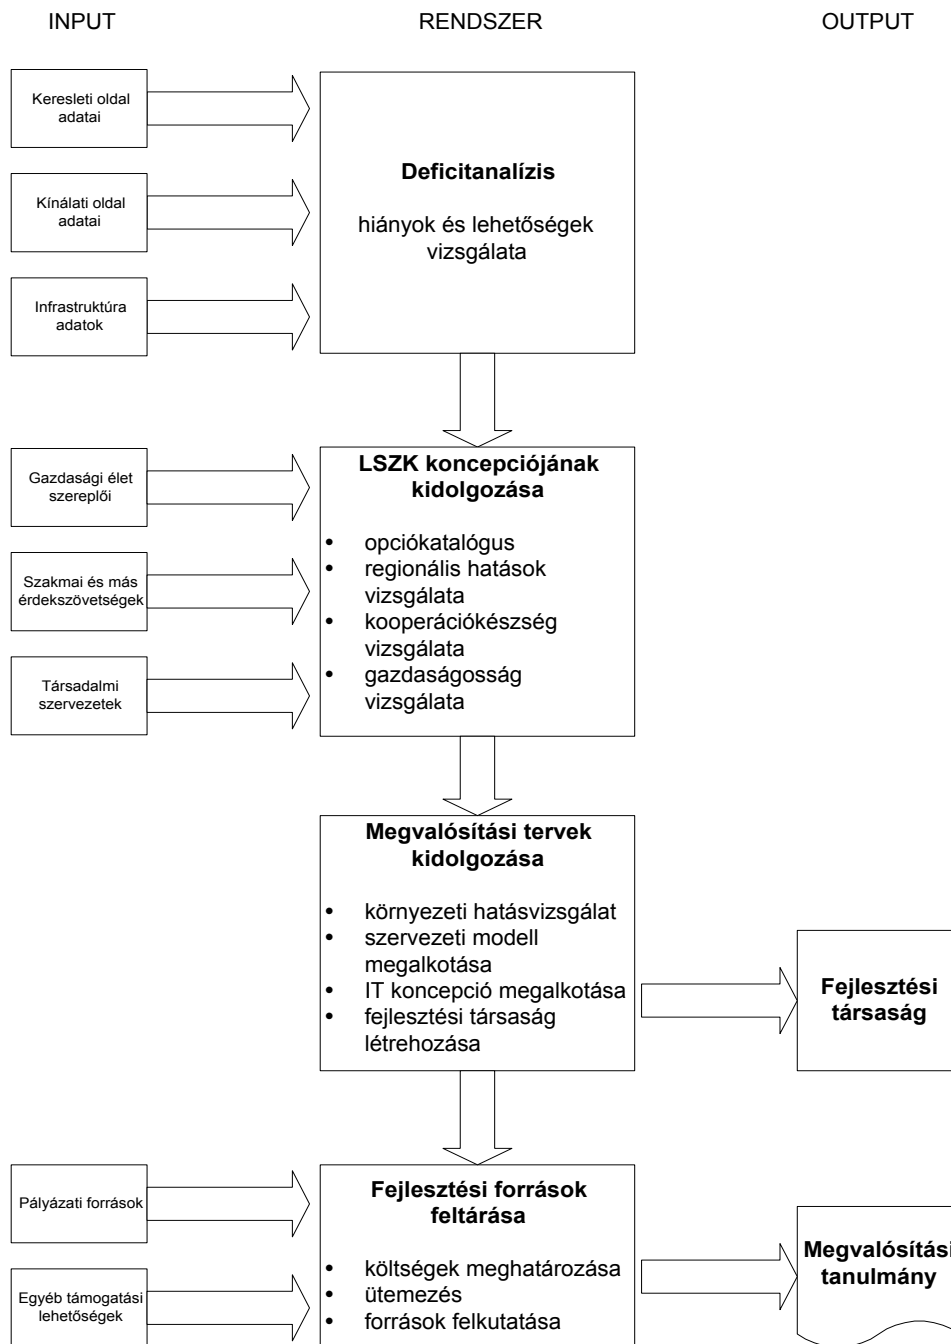 INPUT
RENDSZER
OUTPUT
Keresleti oldal
adatai
Kínálati oldal
adatai
Infrastruktúra
adatok
Deficitanalízis
hiányok és lehetőségek
vizsgálata
Gazdasági élet
szereplői
Szakmai és más
érdekszövetségek
Társadalmi
szervezetek
LSZK koncepciójának
kidolgozása
• opciókatalógus
• regionális hatások
vizsgálata
• kooperációkészség
vizsgálata
• gazdaságosság
vizsgálata
Megvalósítási tervek
kidolgozása
• környezeti hatásvizsgálat
• szervezeti modell
megalkotása
• IT koncepció megalkotása
• fejlesztési társaság
létrehozása
Fejlesztési
társaság
Pályázati források
Egyéb támogatási
lehetőségek
Fejlesztési források
feltárása
• költségek meghatározása
• ütemezés
• források felkutatása
Megvalósítási
tanulmány